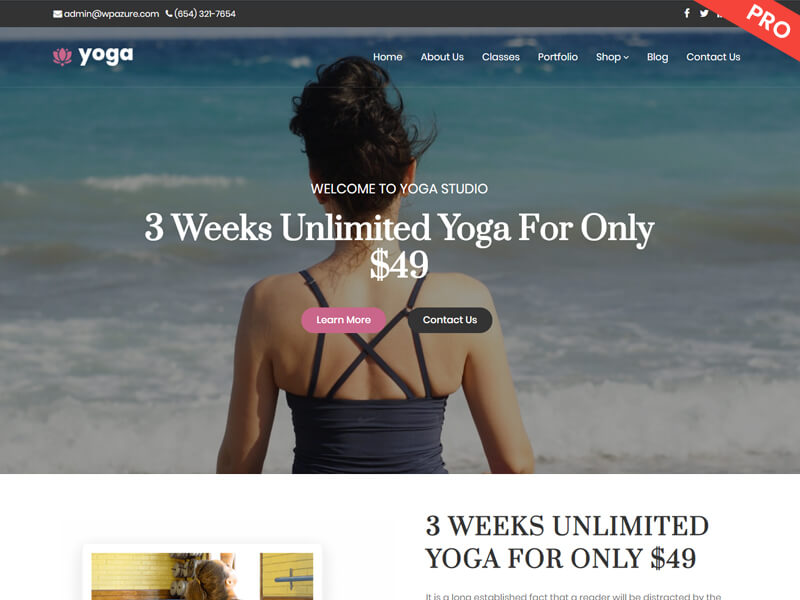 admin@wpazure.com (654) 321-7654
PRO
yoga
Home About Us Classes Portfolio Shop Blog Contact Us
WELCOME TO YOGA STUDIO
3 Weeks Unlimited Yoga For Only
$49
Learn More Contact Us
3 WEEKS UNLIMITED
YOGA FOR ONLY $49
It is a long established fact that a reader will be distracted by the